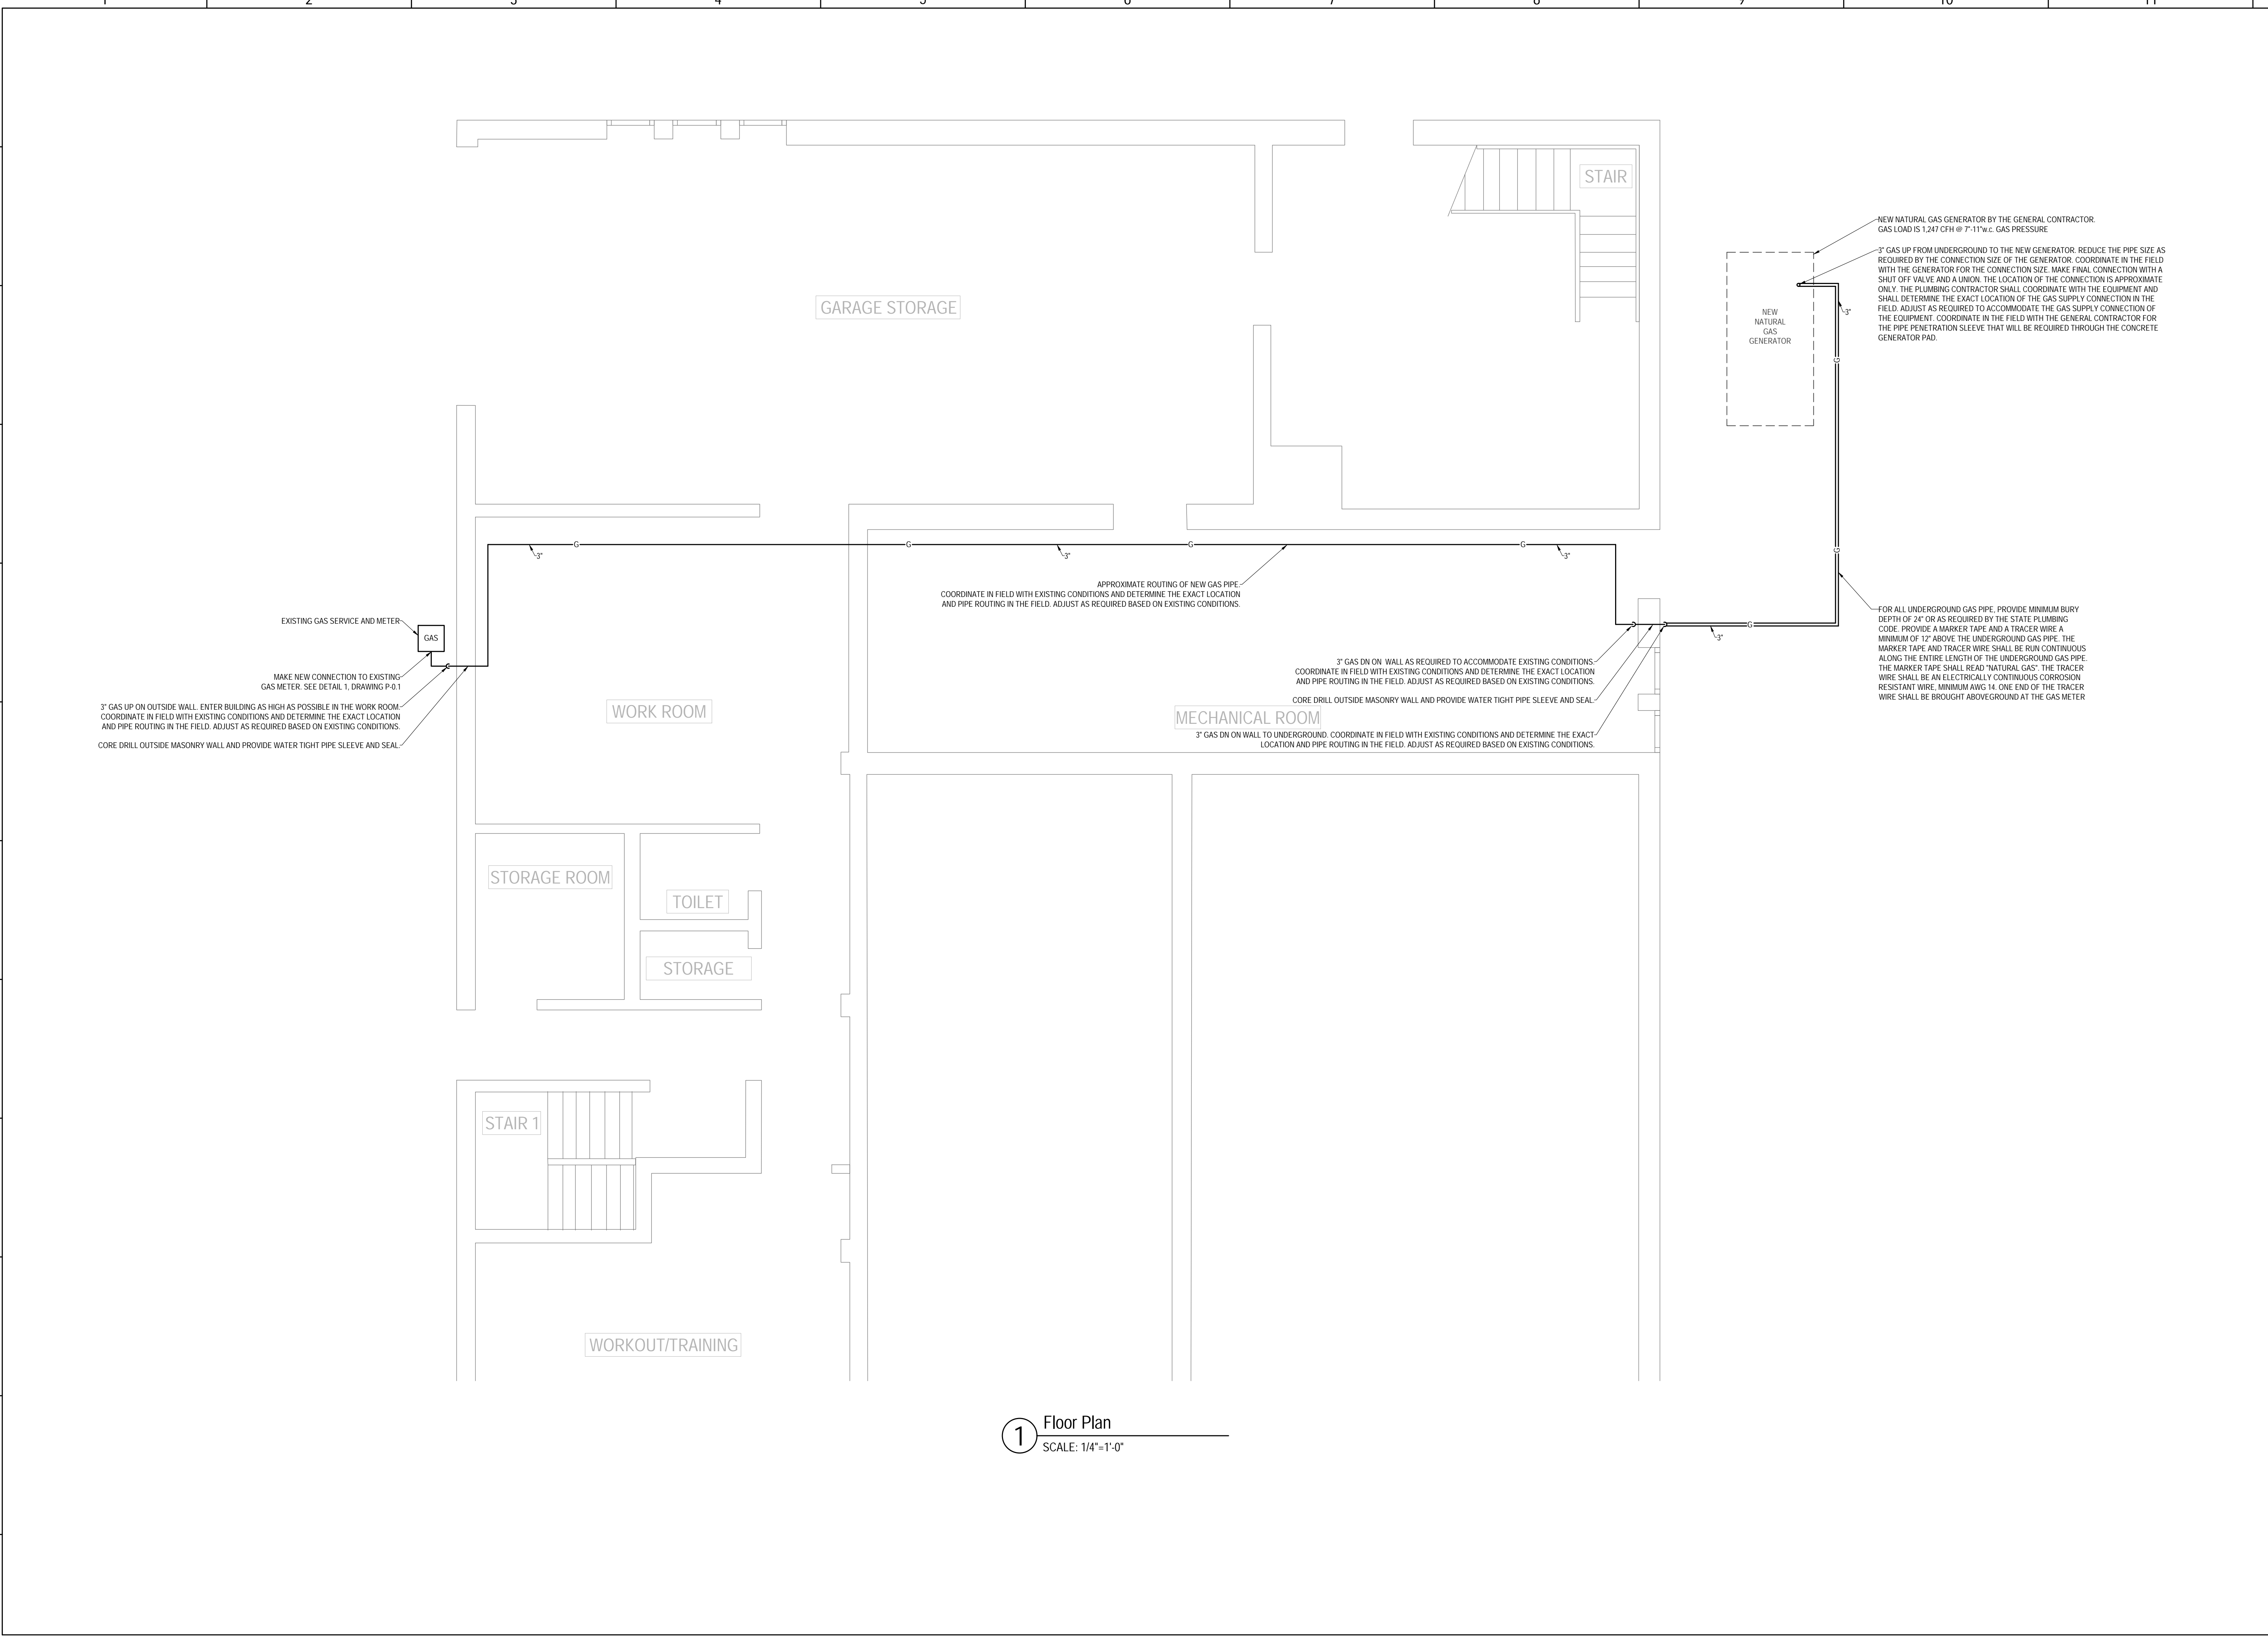 STAIR
NEW NATURAL GAS GENERATOR BY THE GENERAL CONTRACTOR.
GAS LOAD IS 1,247 CFH @ 7"-11"w.c. GAS PRESSURE
3" GAS UP FROM UNDERGROUND TO THE NEW GENERATOR. REDUCE THE PIPE SIZE AS
REQUIRED BY THE CONNECTION SIZE OF THE GENERATOR. COORDINATE IN THE FIELD
WITH THE GENERATOR FOR THE CONNECTION SIZE. MAKE FINAL CONNECTION WITH A
SHUT OFF VALVE AND A UNION. THE LOCATION OF THE CONNECTION IS APPROXIMATE
ONLY. THE PLUMBING CONTRACTOR SHALL COORDINATE WITH THE EQUIPMENT AND
SHALL DETERMINE THE EXACT LOCATION OF THE GAS SUPPLY CONNECTION IN THE
FIELD. ADJUST AS REQUIRED TO ACCOMMODATE THE GAS SUPPLY CONNECTION OF
THE EQUIPMENT. COORDINATE IN THE FIELD WITH THE GENERAL CONTRACTOR FOR
THE PIPE PENETRATION SLEEVE THAT WILL BE REQUIRED THROUGH THE CONCRETE
GENERATOR PAD.
GARAGE STORAGE
NEW
NATURAL
GAS
GENERATOR
3"
G
G
G
G
G
G
3"
3"
3"
APPROXIMATE ROUTING OF NEW GAS PIPE.
COORDINATE IN FIELD WITH EXISTING CONDITIONS AND DETERMINE THE EXACT LOCATION
AND PIPE ROUTING IN THE FIELD. ADJUST AS REQUIRED BASED ON EXISTING CONDITIONS.
EXISTING GAS SERVICE AND METER
GAS
G
3"
FOR ALL UNDERGROUND GAS PIPE, PROVIDE MINIMUM BURY
DEPTH OF 24" OR AS REQUIRED BY THE STATE PLUMBING
CODE. PROVIDE A MARKER TAPE AND A TRACER WIRE A
MINIMUM OF 12" ABOVE THE UNDERGROUND GAS PIPE. THE
MARKER TAPE AND TRACER WIRE SHALL BE RUN CONTINUOUS
ALONG THE ENTIRE LENGTH OF THE UNDERGROUND GAS PIPE.
THE MARKER TAPE SHALL READ "NATURAL GAS". THE TRACER
WIRE SHALL BE AN ELECTRICALLY CONTINUOUS CORROSION
RESISTANT WIRE, MINIMUM AWG 14. ONE END OF THE TRACER
WIRE SHALL BE BROUGHT ABOVEGROUND AT THE GAS METER
MAKE NEW CONNECTION TO EXISTING
GAS METER. SEE DETAIL 1, DRAWING P-0.1
3" GAS UP ON OUTSIDE WALL. ENTER BUILDING AS HIGH AS POSSIBLE IN THE WORK ROOM.
COORDINATE IN FIELD WITH EXISTING CONDITIONS AND DETERMINE THE EXACT LOCATION
AND PIPE ROUTING IN THE FIELD. ADJUST AS REQUIRED BASED ON EXISTING CONDITIONS.
CORE DRILL OUTSIDE MASONRY WALL AND PROVIDE WATER TIGHT PIPE SLEEVE AND SEAL.
3" GAS DN ON WALL AS REQUIRED TO ACCOMMODATE EXISTING CONDITIONS.
COORDINATE IN FIELD WITH EXISTING CONDITIONS AND DETERMINE THE EXACT LOCATION
AND PIPE ROUTING IN THE FIELD. ADJUST AS REQUIRED BASED ON EXISTING CONDITIONS.
CORE DRILL OUTSIDE MASONRY WALL AND PROVIDE WATER TIGHT PIPE SLEEVE AND SEAL.
WORK ROOM
MECHANICAL ROOM
3" GAS DN ON WALL TO UNDERGROUND. COORDINATE IN FIELD WITH EXISTING CONDITIONS AND DETERMINE THE EXACT
LOCATION AND PIPE ROUTING IN THE FIELD. ADJUST AS REQUIRED BASED ON EXISTING CONDITIONS.
STORAGE ROOM
TOILET
STORAGE
STAIR 1
WORKOUT/TRAINING
1
Floor Plan
SCALE: 1/4"=1'-0"